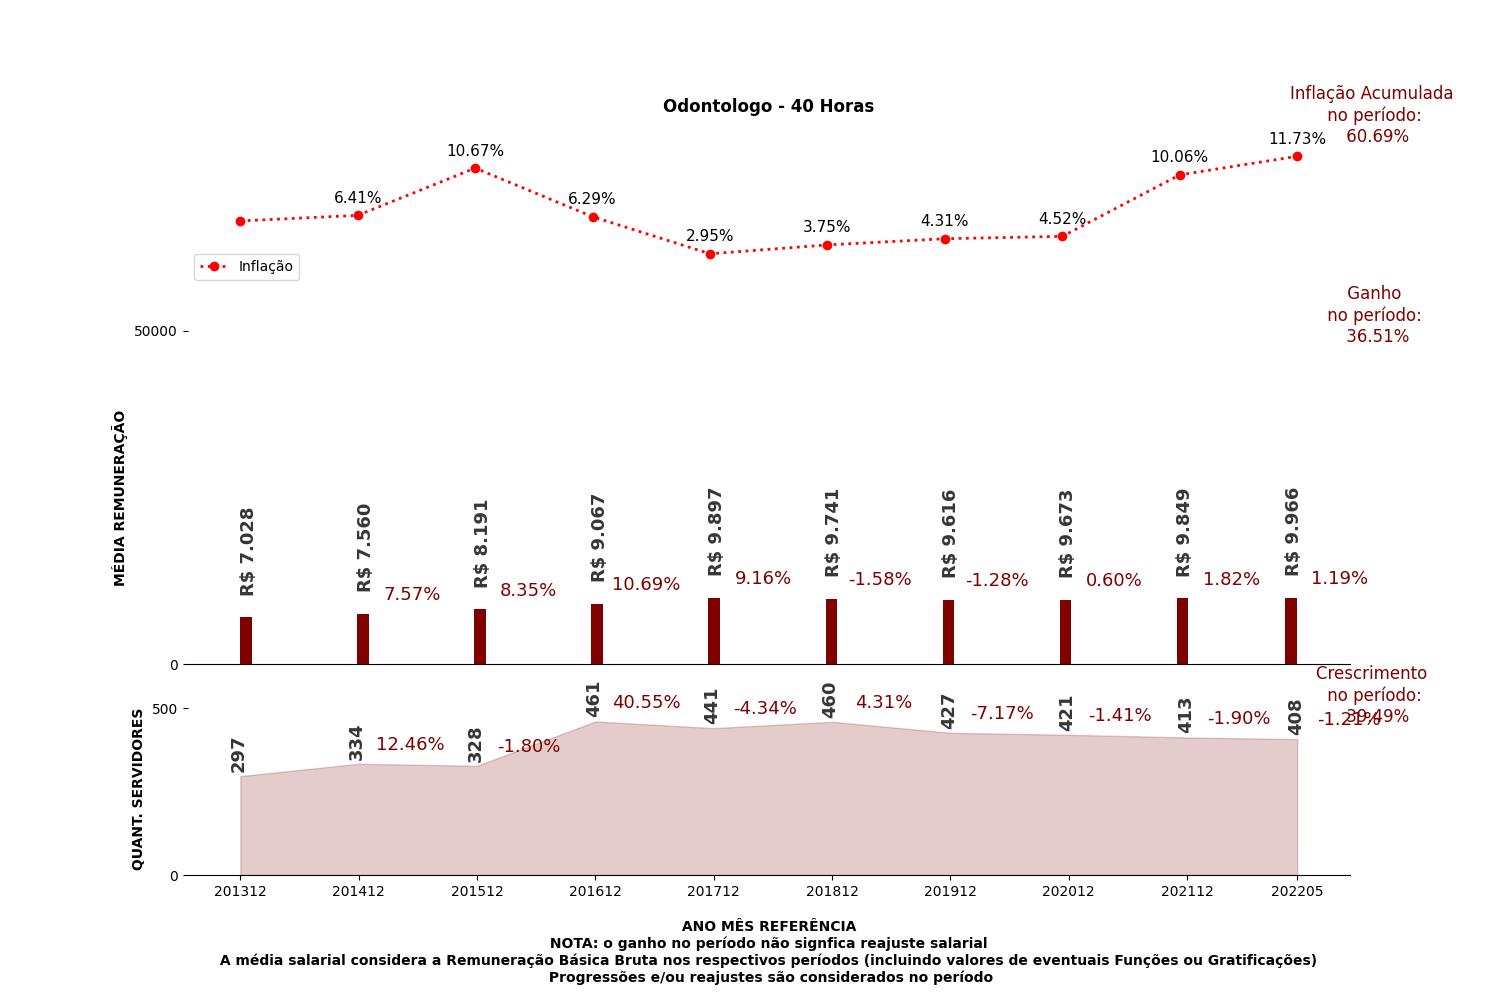 Odontologo - 40 Horas
Inflação Acumulada
no período:
60.69%
6.41%
10.67%
6.29%
2.95%
3.75%
4.31%
4.52%
10.06%
11.73%
Inflação
Ganho
no período:
36.51%
50000
0
MÉDIA REMUNERAÇÃO
R$ 7.028
R$ 7.560
R$ 8.191
R$ 9.067
R$ 9.897
R$ 9.741
R$ 9.616
R$ 9.673
R$ 9.849
R$ 9.966
7.57%
8.35%
10.69%
9.16%
-1.58%
-1.28%
0.60%
1.82%
1.19%
Crescrimento
no período:
39.49%
500
0
QUANT. SERVIDORES
297
334
328
461
441
460
427
421
413
408
12.46%
-1.80%
40.55%
-4.34%
4.31%
-7.17%
-1.41%
-1.90%
-1.21%
201312
201412
201512
201612
201712
201812
201912
202012
202112
202205
ANO MÊS REFERÊNCIA
NOTA: o ganho no período não signfica reajuste salarial
A média salarial considera a Remuneração Básica Bruta nos respectivos períodos (incluindo valores de eventuais Funções ou Gratificações)
Progressões e/ou reajustes são considerados no período